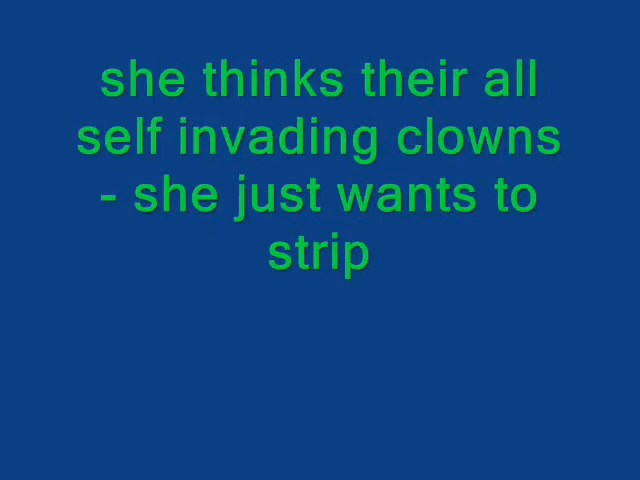 she thinks their all
self invading clowns
- she just wants to
strip